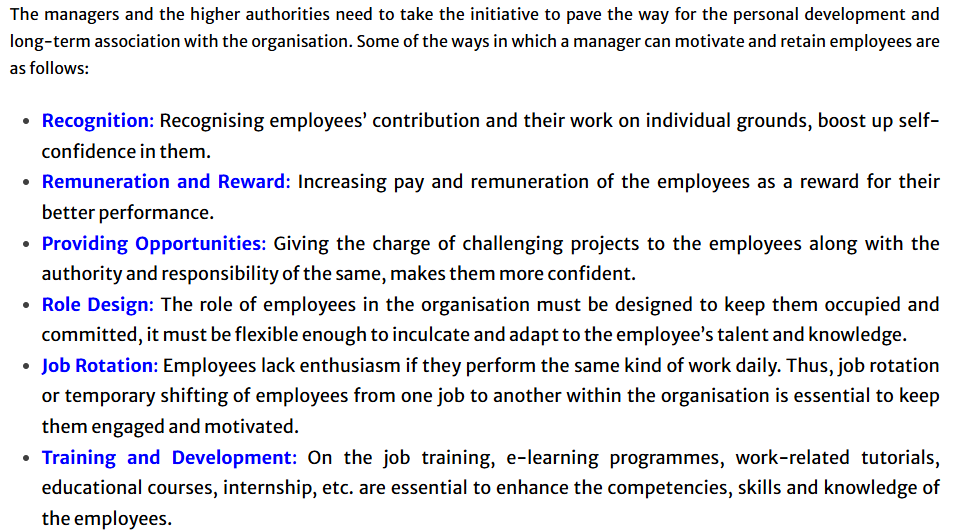 The managers and the higher authorities need to take the initiative to pave the way for the personal development and
long-term association with the organisation. Some of the ways in which a manager can motivate and retain employees are
as follows:
• Recognition: Recognising employees’ contribution and their work on individual grounds, boost up self-
confidence in them.
• Remuneration and Reward: Increasing pay and remuneration of the employees as a reward for their
better performance.
• Providing Opportunities: Giving the charge of challenging projects to the employees along with the
authority and responsibility of the same, makes them more confident.
• Role Design: The role of employees in the organisation must be designed to keep them occupied and
committed, it must be flexible enough to inculcate and adapt to the employee’s talent and knowledge.
• Job Rotation: Employees lack enthusiasm if they perform the same kind of work daily. Thus, job rotation
or temporary shifting of employees from one job to another within the organisation is essential to keep
them engaged and motivated.
• Training and Development: On the job training, e-learning programmes, work-related tutorials,
educational courses, internship, etc. are essential to enhance the competencies, skills and knowledge of
the employees.